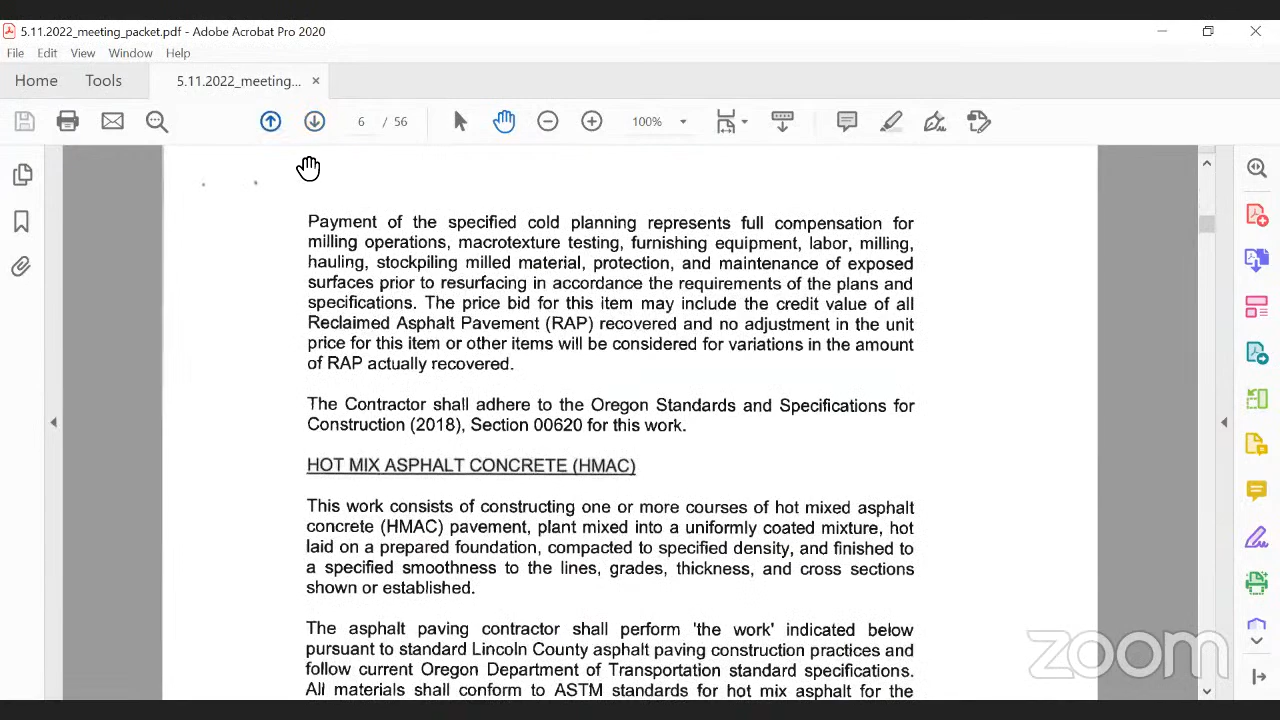 5.11.2022_meeting_packet.pdf - Adobe Acrobat Pro 2020
File Edit View Window Help
Home Tools 5.11.2022_meeting... ×
6 / 56 100%
Payment of the specified cold planning represents full compensation for
milling operations, macrotexture testing, furnishing equipment, labor, milling,
hauling, stockpiling milled material, protection, and maintenance of exposed
surfaces prior to resurfacing in accordance the requirements of the plans and
specifications. The price bid for this item may include the credit value of all
Reclaimed Asphalt Pavement (RAP) recovered and no adjustment in the unit
price for this item or other items will be considered for variations in the amount
of RAP actually recovered.
The Contractor shall adhere to the Oregon Standards and Specifications for
Construction (2018), Section 00620 for this work.
HOT MIX ASPHALT CONCRETE (HMAC)
This work consists of constructing one or more courses of hot mixed asphalt
concrete (HMAC) pavement, plant mixed into a uniformly coated mixture, hot
laid on a prepared foundation, compacted to specified density, and finished to
a specified smoothness to the lines, grades, thickness, and cross sections
shown or established.
The asphalt paving contractor shall perform 'the work' indicated below
pursuant to standard Lincoln County asphalt paving construction practices and
follow current Oregon Department of Transportation standard specifications.
All materials shall conform to ASTM standards for hot mix asphalt for the
zoom